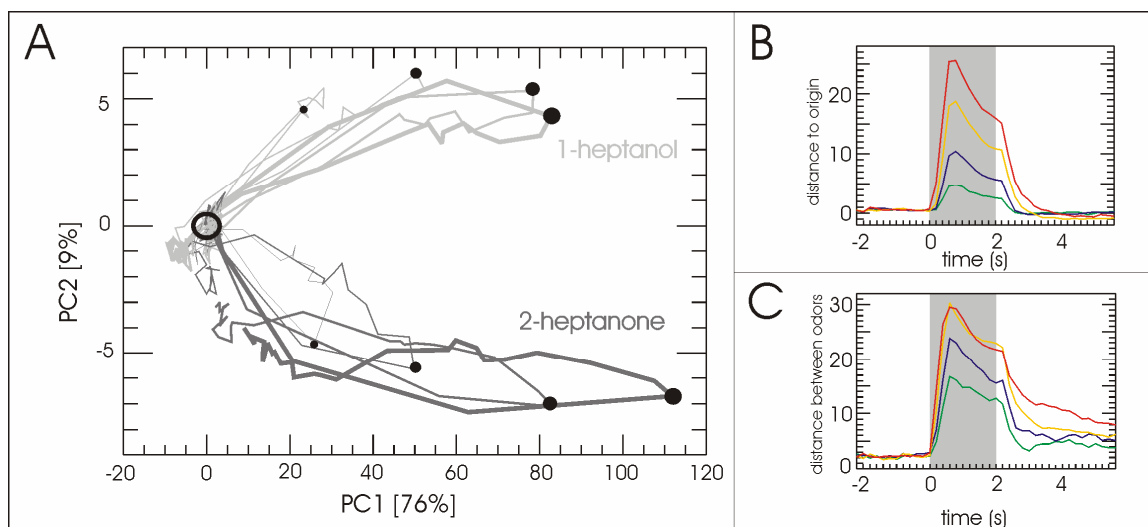 A
PC2 [9%]
5
0
-5
1-heptanol
2-heptanone
-20 0 20 40 60 80 100 120
PC1 [76%]
B
distance to origin
20
10
0
-2 0 2 4
time (s)
C
distance between odors
30
20
10
0
-2 0 2 4
time (s)